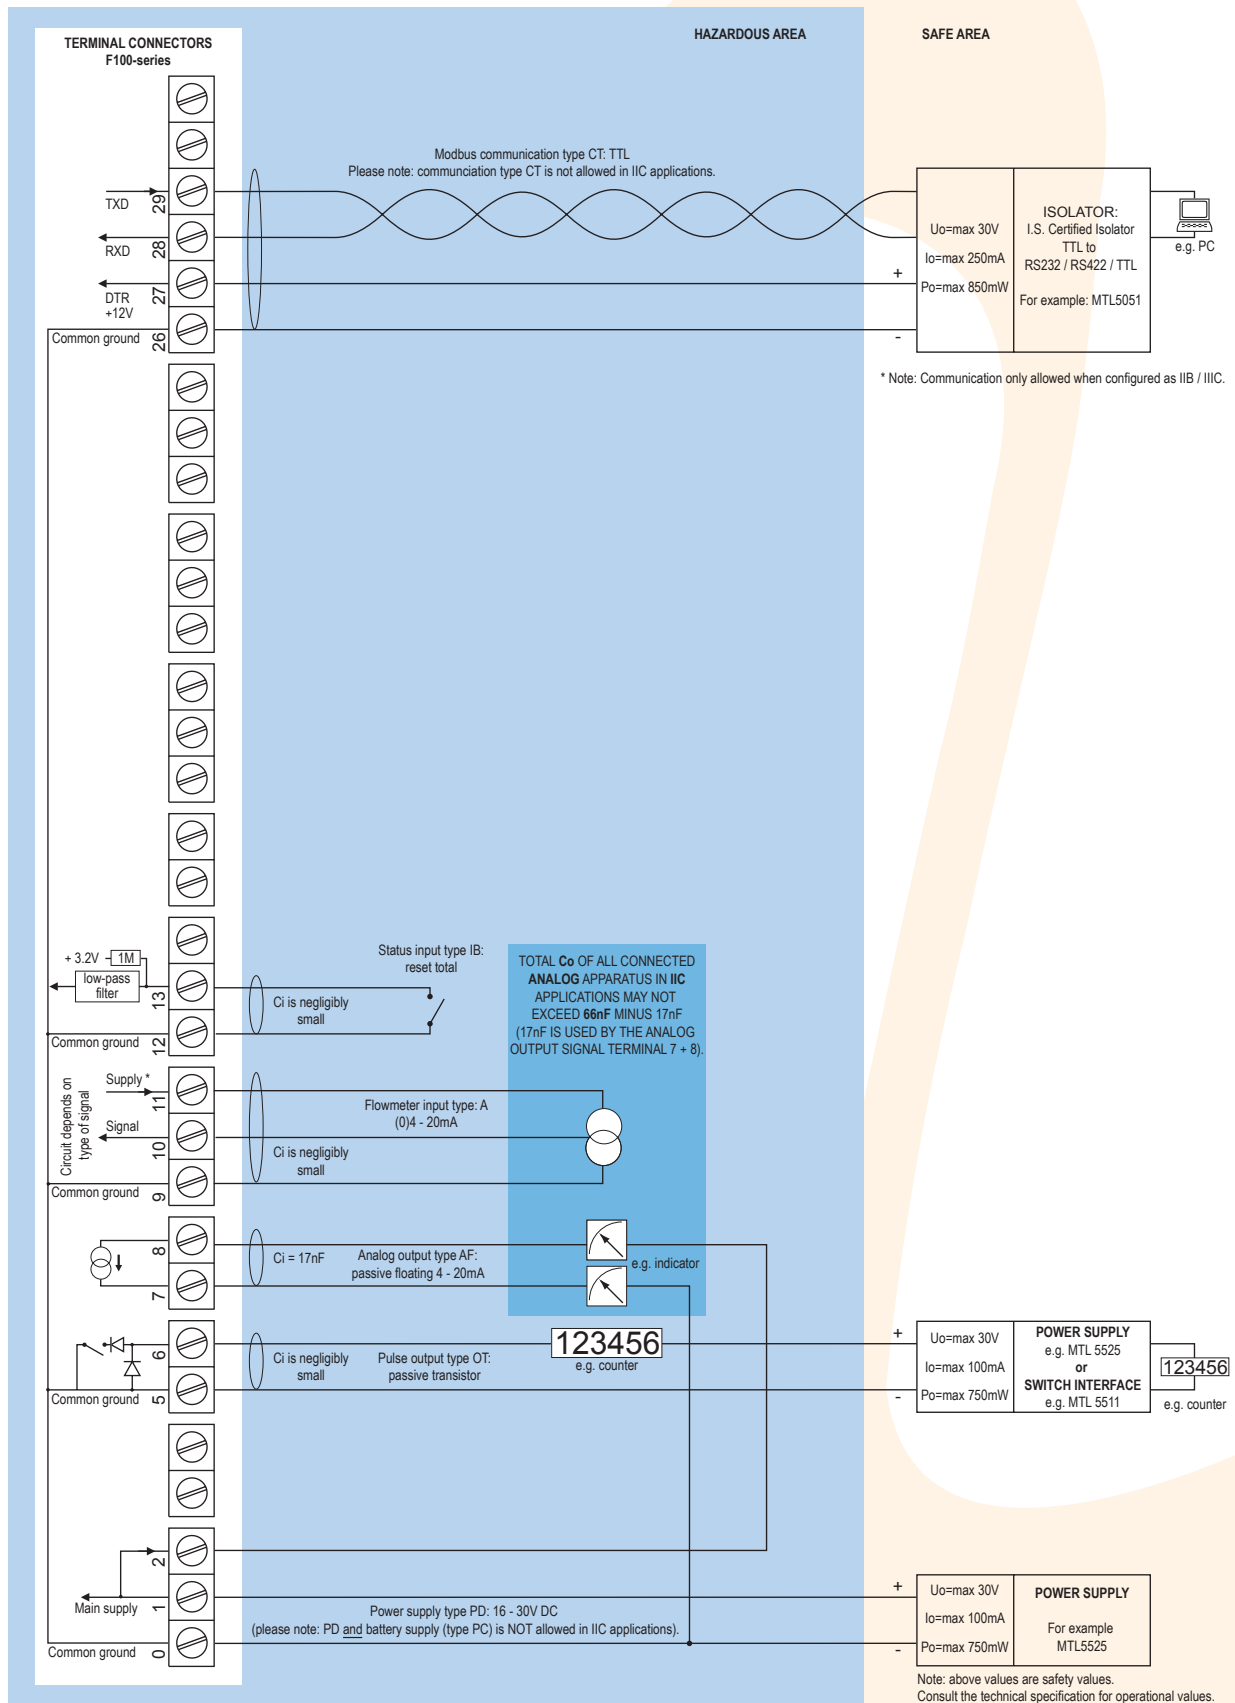 HAZARDOUS AREA
SAFE AREA
TERMINAL CONNECTORS
F100-series
Modbus communication type CT: TTL
Please note: communciation type CT is not allowed in IIC applications.
TXD
29
RXD
28
DTR
+12V
27
Common ground
26
+
-
Uo=max 30V
Io=max 250mA
Po=max 850mW
ISOLATOR:
I.S. Certified Isolator
TTL to
RS232 / RS422 / TTL
For example: MTL5051
e.g. PC
* Note: Communication only allowed when configured as IIB / IIIC.
+ 3.2V
1M
low-pass
filter
13
Common ground
12
Ci is negligibly
small
Status input type IB:
reset total
TOTAL Co OF ALL CONNECTED
ANALOG APPARATUS IN IIC
APPLICATIONS MAY NOT
EXCEED 66nF MINUS 17nF
(17nF IS USED BY THE ANALOG
OUTPUT SIGNAL TERMINAL 7 + 8).
Circuit depends on
type of signal
Supply *
11
Signal
10
Common ground
9
Flowmeter input type: A
(0)4 - 20mA
Ci is negligibly
small
8
7
Ci = 17nF
Analog output type AF:
passive floating 4 - 20mA
e.g. indicator
6
Common ground
5
Ci is negligibly
small
Pulse output type OT:
passive transistor
123456
e.g. counter
+
-
Uo=max 30V
Io=max 100mA
Po=max 750mW
POWER SUPPLY
e.g. MTL 5525
or
SWITCH INTERFACE
e.g. MTL 5511
123456
e.g. counter
2
Main supply
1
Common ground
0
Power supply type PD: 16 - 30V DC
(please note: PD and battery supply (type PC) is NOT allowed in IIC applications).
+
-
Uo=max 30V
Io=max 100mA
Po=max 750mW
POWER SUPPLY
For example
MTL5525
Note: above values are safety values.
Consult the technical specification for operational values.